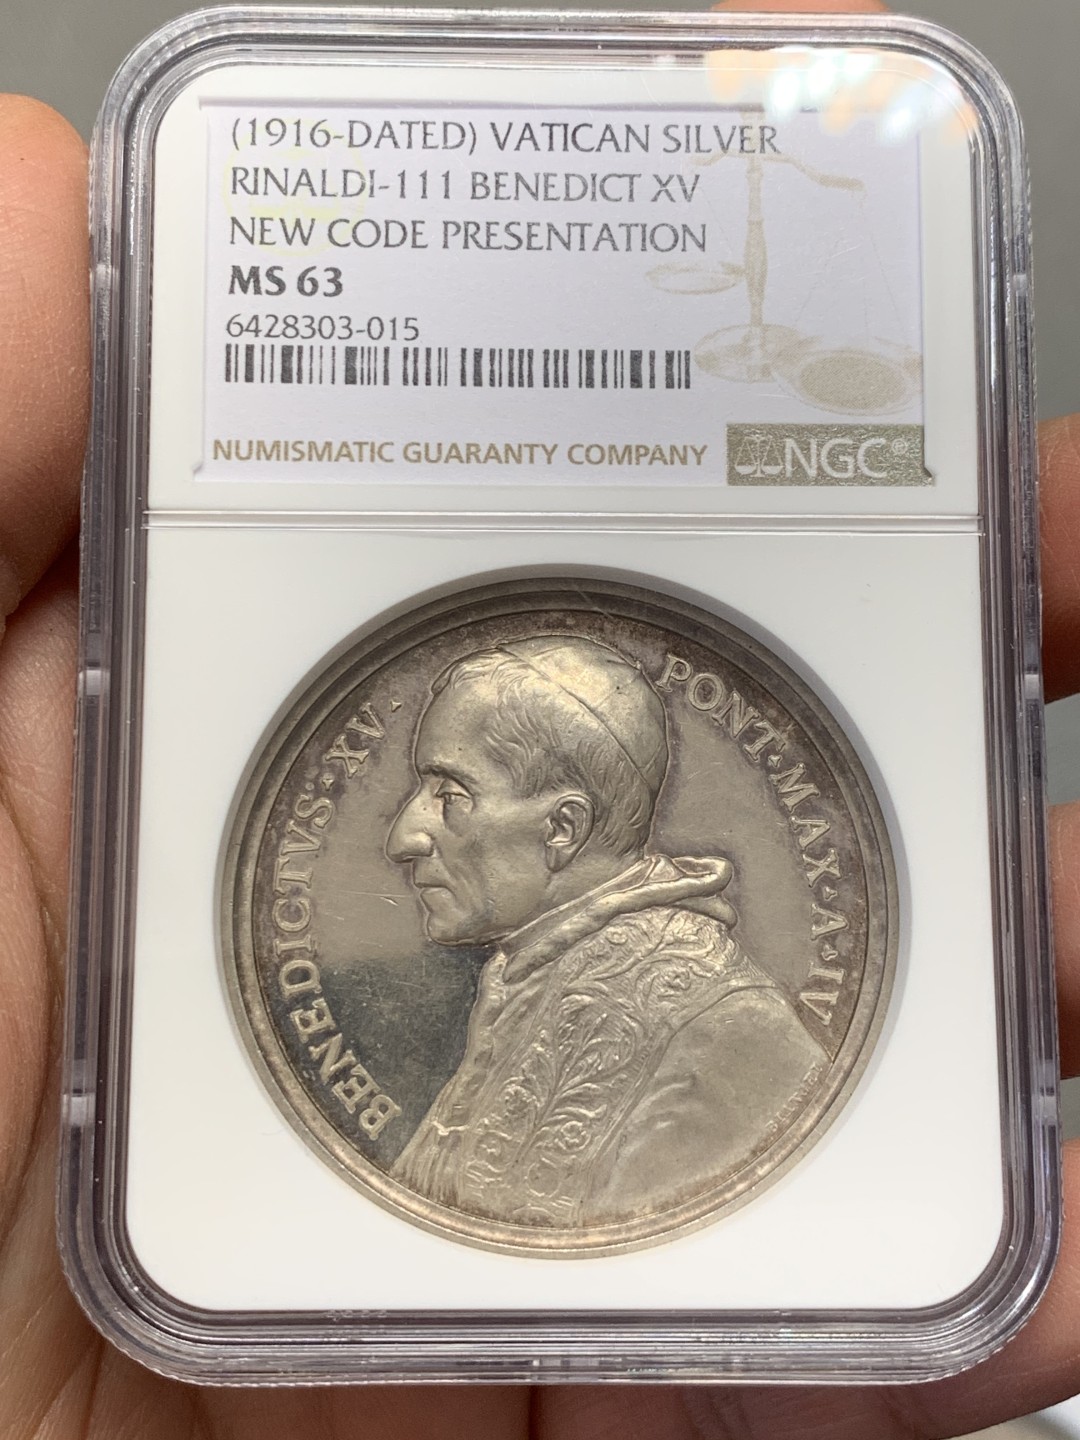 (1916-DATED) VATICAN SILVER
RINALDI-111 BENEDICT XV
NEW CODE PRESENTATION
MS 63
6428303-015
NUMISMATIC GUARANTY COMPANY
NGC®
BENEDICTVS·XV· PONT·MAX·A·IV